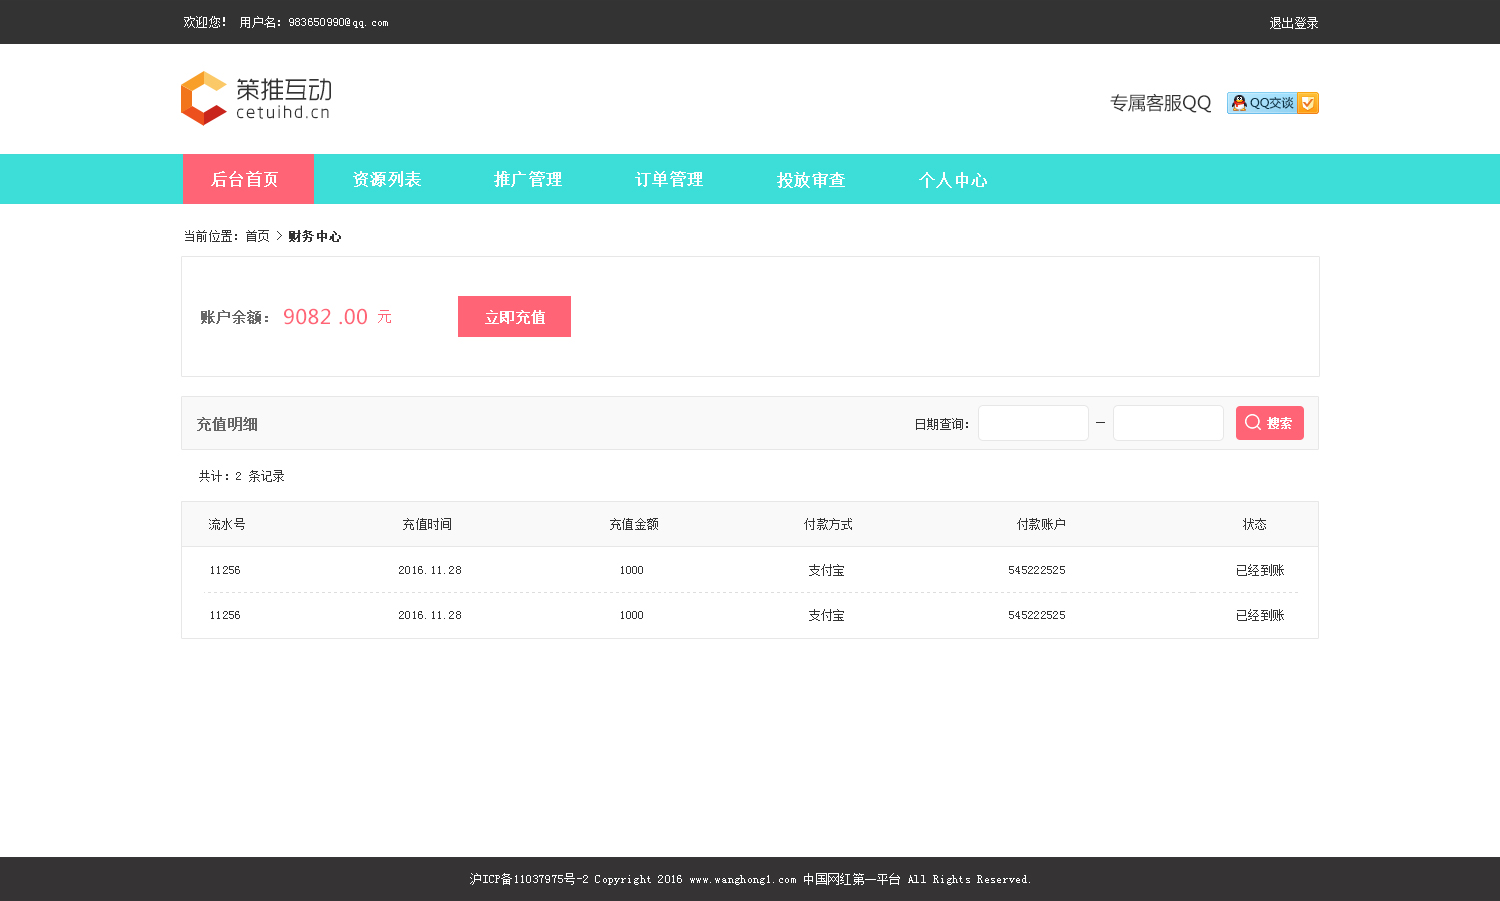 欢迎您！ 用户名：983650990@qq.com 退出登录
策推互动
cetuihd.cn
专属客服QQ QQ交谈
后台首页 资源列表 推广管理 订单管理 投放审查 个人中心
当前位置：首页 > 财务中心
账户余额： 9082 .00 元 立即充值
充值明细 日期查询： — 搜索
共计：2 条记录
流水号 充值时间 充值金额 付款方式 付款账户 状态
11256 2016.11.28 1000 支付宝 545222525 已经到账
11256 2016.11.28 1000 支付宝 545222525 已经到账
沪ICP备11037975号-2 Copyright 2016 www.wanghong1.com 中国网红第一平台 All Rights Reserved.